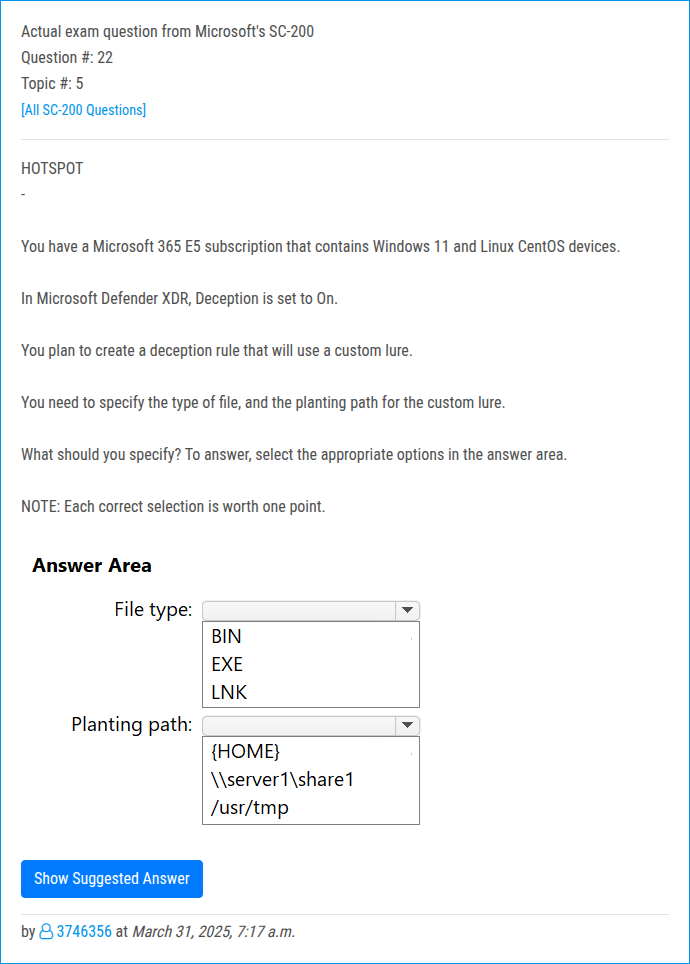 Actual exam question from Microsoft's SC-200
Question #: 22
Topic #: 5
[All SC-200 Questions]
HOTSPOT
-
You have a Microsoft 365 E5 subscription that contains Windows 11 and Linux CentOS devices.
In Microsoft Defender XDR, Deception is set to On.
You plan to create a deception rule that will use a custom lure.
You need to specify the type of file, and the planting path for the custom lure.
What should you specify? To answer, select the appropriate options in the answer area.
NOTE: Each correct selection is worth one point.
Answer Area
File type:
BIN
EXE
LNK
Planting path:
{HOME}
\\server1\share1
/usr/tmp
Show Suggested Answer
by 3746356 at March 31, 2025, 7:17 a.m.